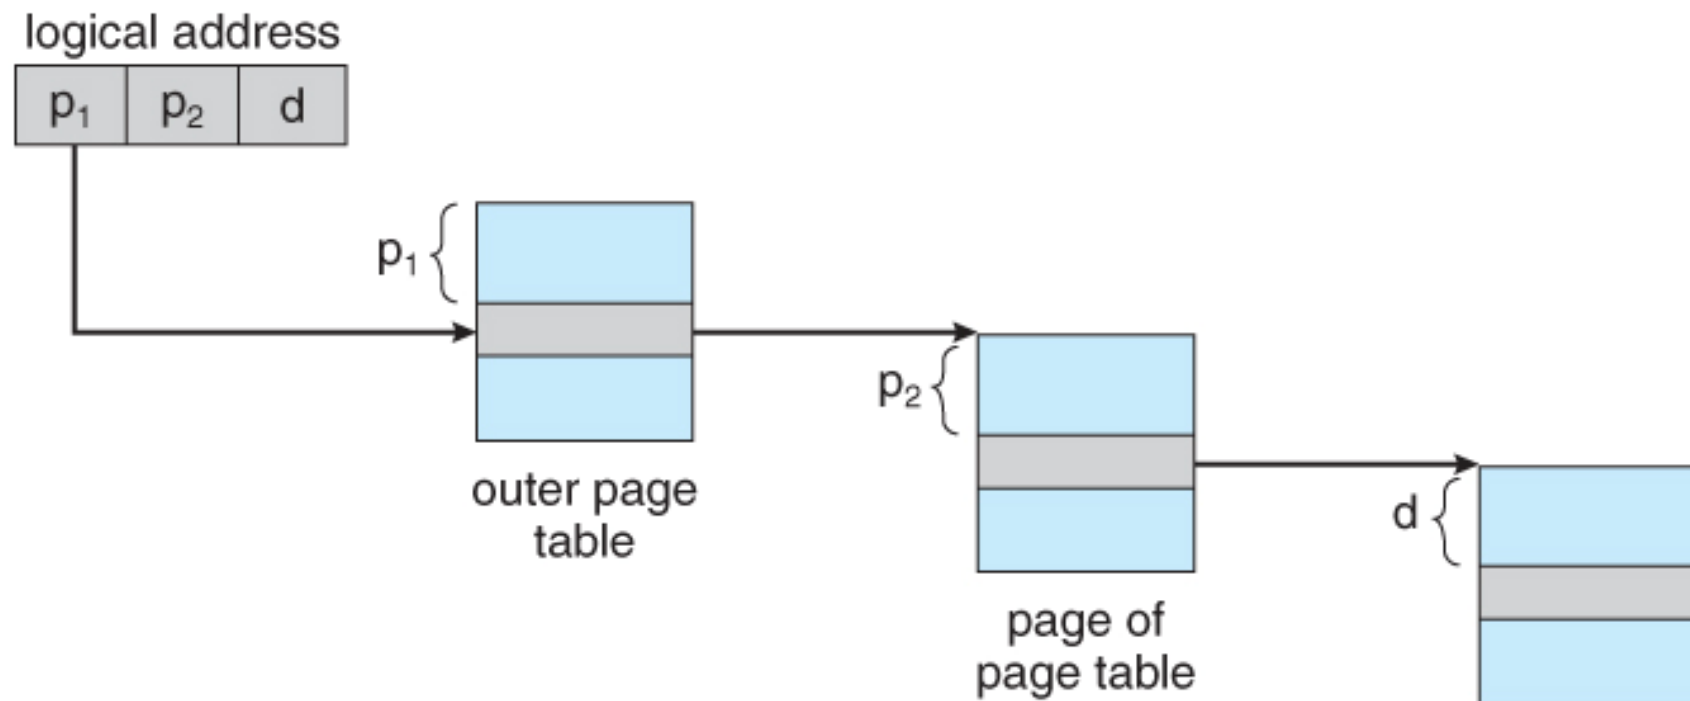 logical address
p₁ p₂ d
p₁
outer page
table
p₂
page of
page table
d